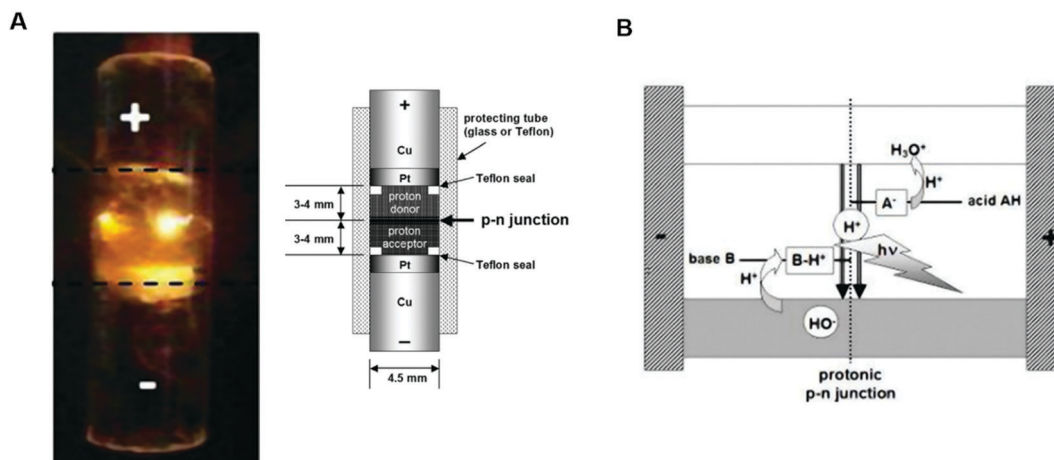 A
+
-
+
Cu
Pt
proton
donor
proton
acceptor
Pt
Cu
–
3-4 mm
3-4 mm
4.5 mm
protecting tube
(glass or Teflon)
Teflon seal
p-n junction
Teflon seal
B
H₃O⁺
H⁺
A⁻
acid AH
H⁺
-
+
hν
base B
B-H⁺
H⁺
HO⁻
protonic
p-n junction